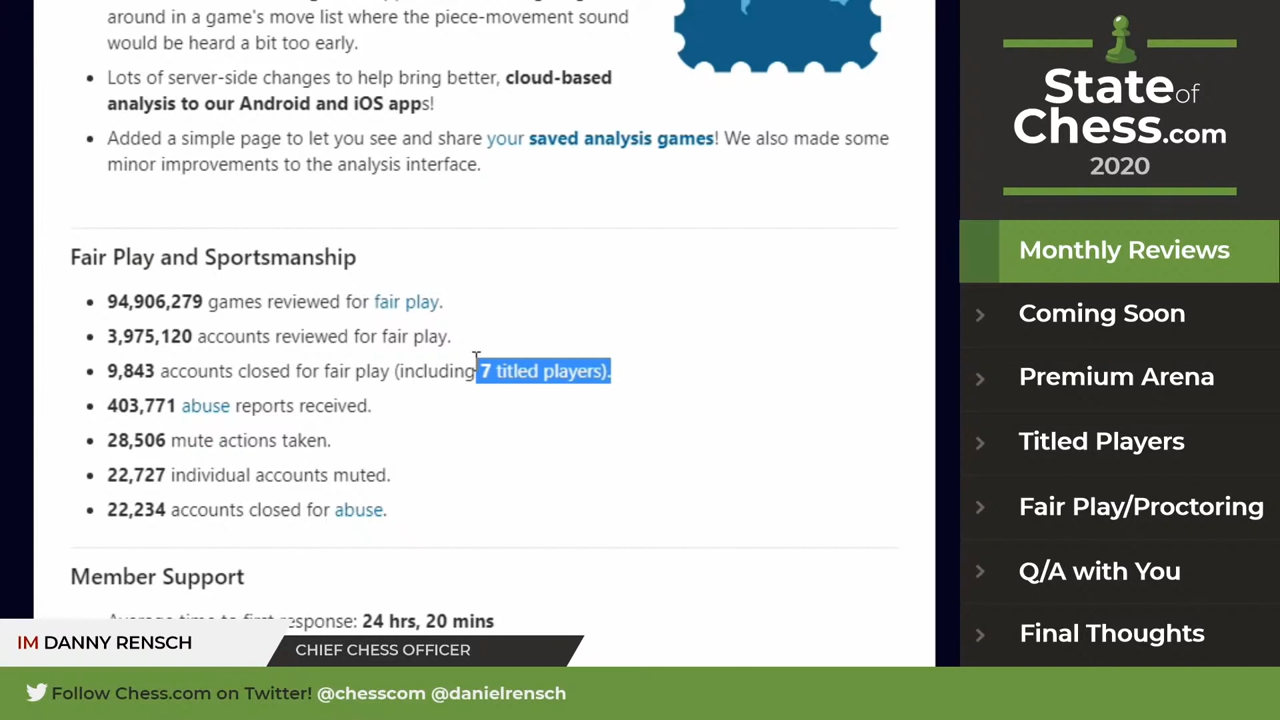 around in a game's move list where the piece-movement sound
would be heard a bit too early.
• Lots of server-side changes to help bring better, cloud-based
analysis to our Android and iOS apps!
• Added a simple page to let you see and share your saved analysis games! We also made some
minor improvements to the analysis interface.
Fair Play and Sportsmanship
• 94,906,279 games reviewed for fair play.
• 3,975,120 accounts reviewed for fair play.
• 9,843 accounts closed for fair play (including 7 titled players).
• 403,771 abuse reports received.
• 28,506 mute actions taken.
• 22,727 individual accounts muted.
• 22,234 accounts closed for abuse.
Member Support
Average time to first response: 24 hrs, 20 mins
IM DANNY RENSCH
CHIEF CHESS OFFICER
Follow Chess.com on Twitter! @chesscom @danielrensch
State of
Chess.com
2020
Monthly Reviews
Coming Soon
Premium Arena
Titled Players
Fair Play/Proctoring
Q/A with You
Final Thoughts